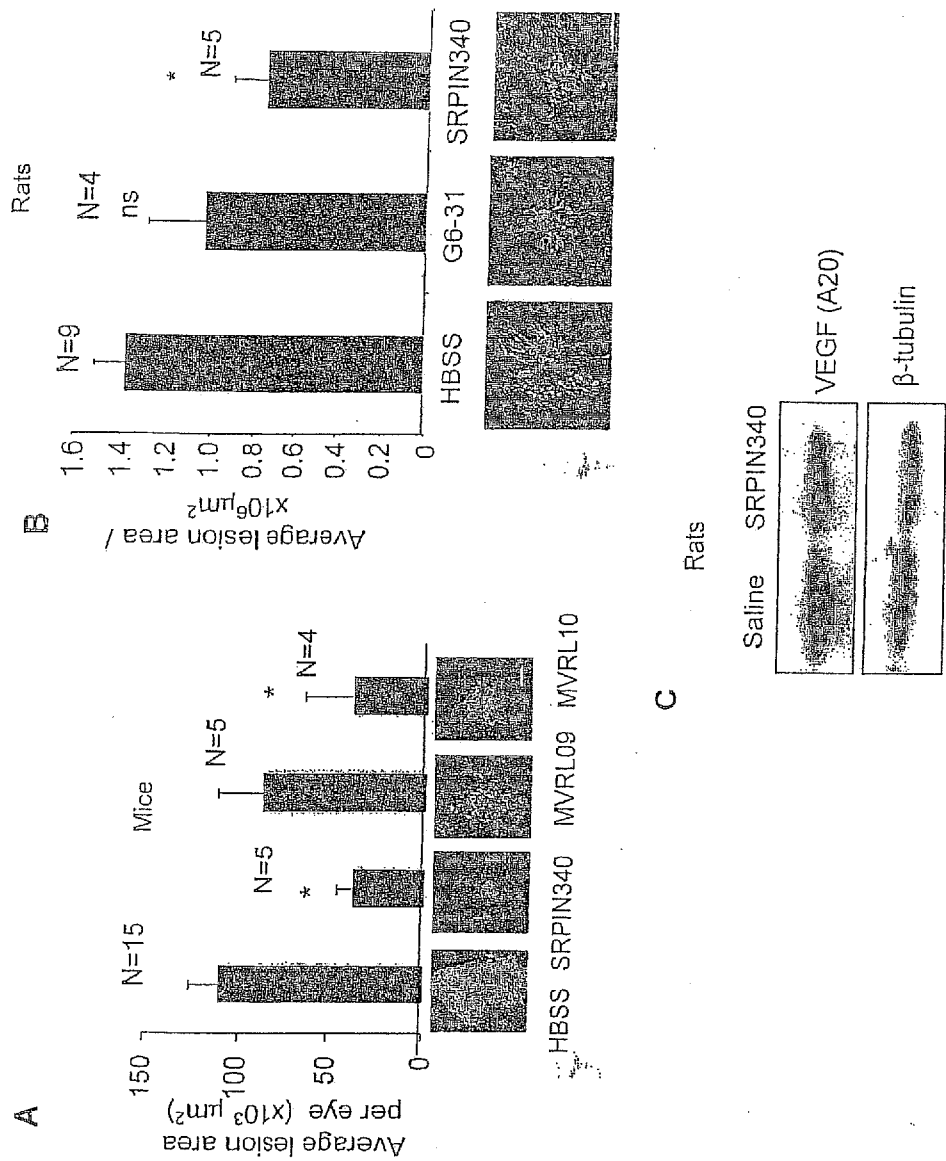 A
Mice
Average lesion area
per eye (x10³ μm²)
150
100
50
0
N=15
N=5
*
N=5
N=4
*
HBSS SRPIN340 MVRL09 MVRL10
B
Rats
Average lesion area /
x10⁶μm²
1.6
1.4
1.2
1.0
0.8
0.6
0.4
0.2
0
N=9
N=4
ns
*
N=5
HBSS G6-31 SRPIN340
C
Rats
Saline SRPIN340
VEGF (A20)
β-tubulin